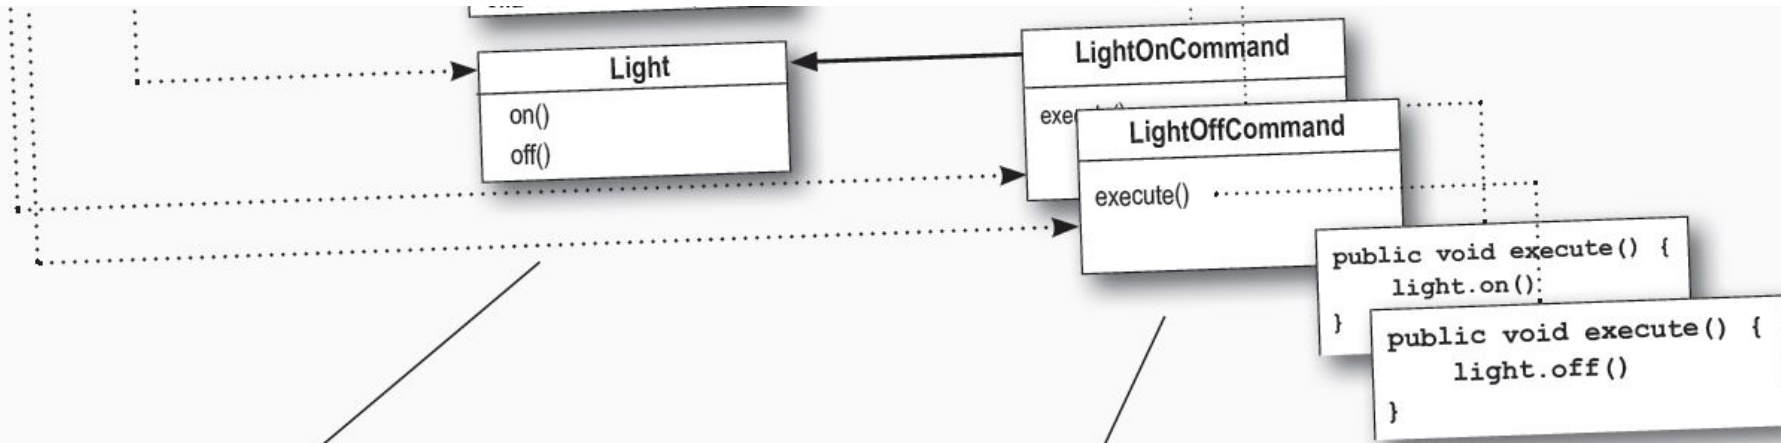 Light
on()
off()
LightOnCommand
LightOffCommand
execute()
public void execute() {
light.on()
}
public void execute() {
light.off()
}